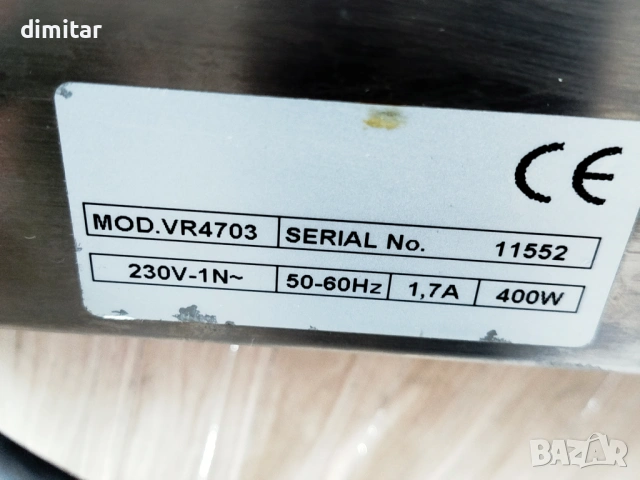 dimitar
CE
MOD.VR4703 SERIAL No. 11552
230V-1N~ 50-60Hz 1,7A 400W
BAZAR